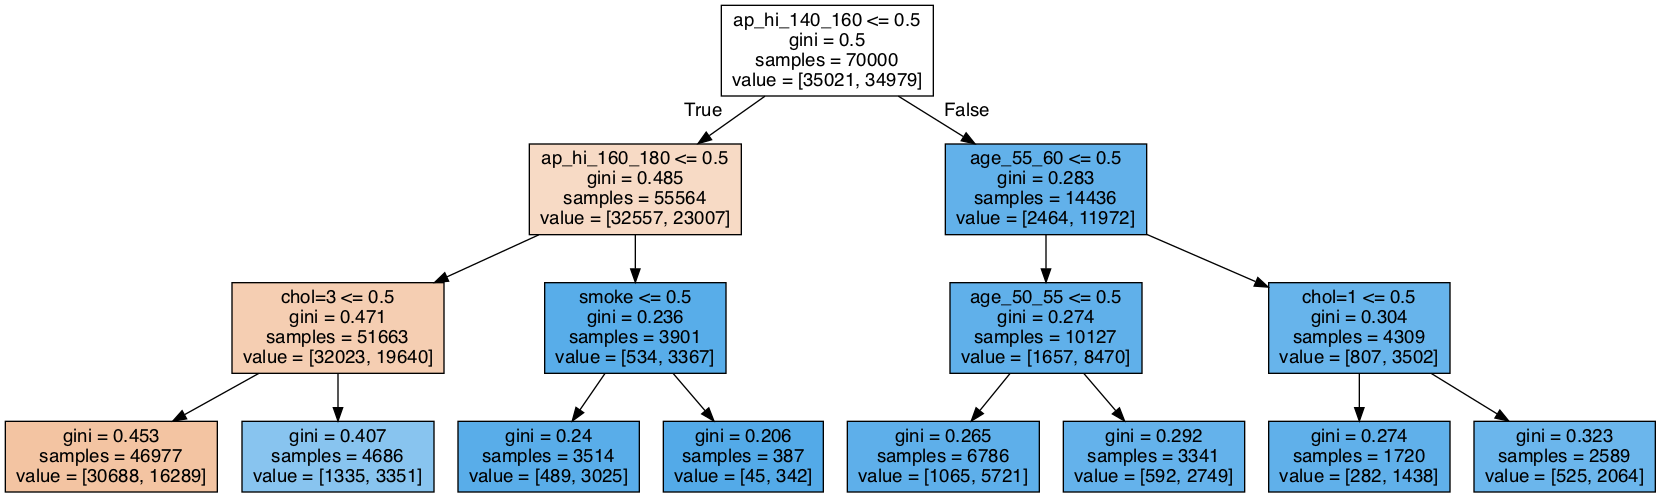 ap_hi_140_160 <= 0.5
gini = 0.5
samples = 70000
value = [35021, 34979]
True
False
ap_hi_160_180 <= 0.5
gini = 0.485
samples = 55564
value = [32557, 23007]
age_55_60 <= 0.5
gini = 0.283
samples = 14436
value = [2464, 11972]
chol=3 <= 0.5
gini = 0.471
samples = 51663
value = [32023, 19640]
smoke <= 0.5
gini = 0.236
samples = 3901
value = [534, 3367]
age_50_55 <= 0.5
gini = 0.274
samples = 10127
value = [1657, 8470]
chol=1 <= 0.5
gini = 0.304
samples = 4309
value = [807, 3502]
gini = 0.453
samples = 46977
value = [30688, 16289]
gini = 0.407
samples = 4686
value = [1335, 3351]
gini = 0.24
samples = 3514
value = [489, 3025]
gini = 0.206
samples = 387
value = [45, 342]
gini = 0.265
samples = 6786
value = [1065, 5721]
gini = 0.292
samples = 3341
value = [592, 2749]
gini = 0.274
samples = 1720
value = [282, 1438]
gini = 0.323
samples = 2589
value = [525, 2064]